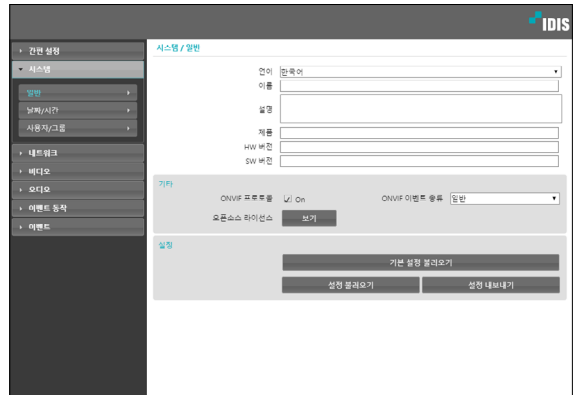 IDIS
간편 설정
시스템
일반
날짜/시간
사용자/그룹
네트워크
비디오
오디오
이벤트 동작
이벤트
시스템 / 일반
언어 한국어
이름
설명
제품
HW 버전
SW 버전
기타
ONVIF 프로토콜 On ONVIF 이벤트 종류 일반
오픈소스 라이선스 보기
설정
기본 설정 불러오기
설정 불러오기 설정 내보내기